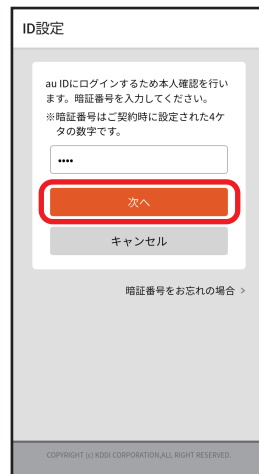 ID設定
au IDにログインするため本人確認を行い
ます。暗証番号を入力してください。
※暗証番号はご契約時に設定された4ケ
タの数字です。
••••
次へ
キャンセル
暗証番号をお忘れの場合 >
COPYRIGHT (c) KDDI CORPORATION,ALL RIGHT RESERVED.